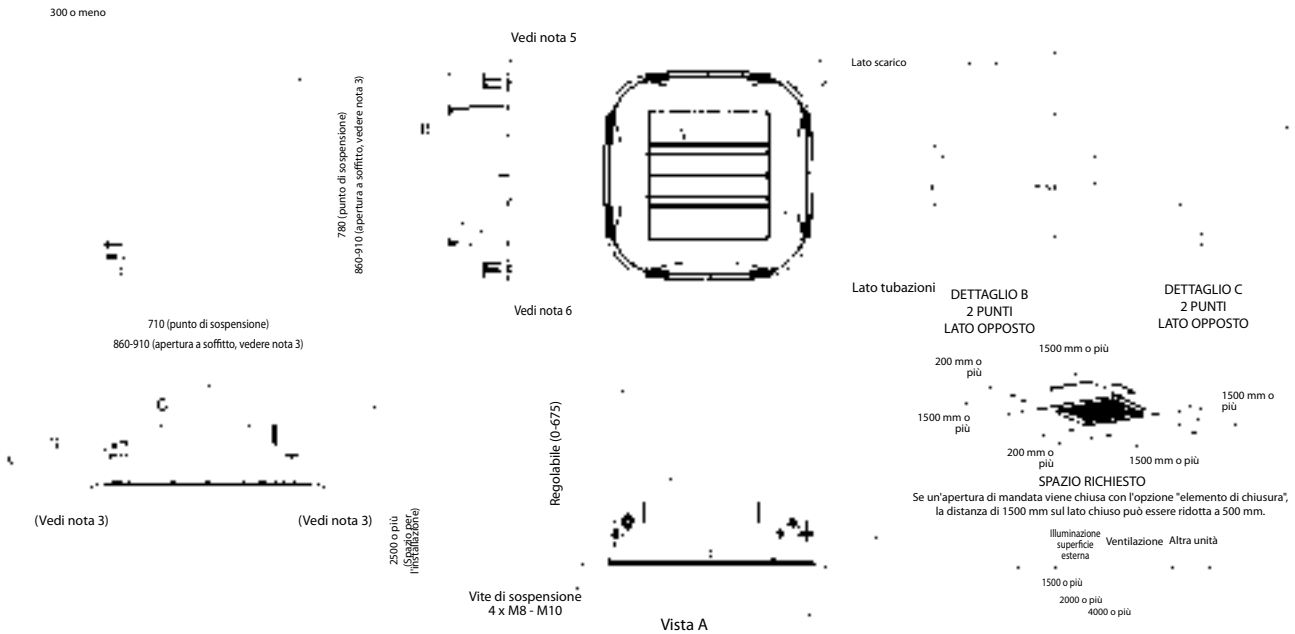 300 o meno
Vedi nota 5
Lato scarico
780 (punto di sospensione)
860-910 (apertura a soffitto, vedere nota 3)
Vedi nota 6
Lato tubazioni
DETTAGLIO B
2 PUNTI
LATO OPPOSTO
DETTAGLIO C
2 PUNTI
LATO OPPOSTO
710 (punto di sospensione)
860-910 (apertura a soffitto, vedere nota 3)
1500 mm o più
200 mm o
più
1500 mm o
più
1500 mm o
più
200 mm o
più
1500 mm o più
SPAZIO RICHIESTO
Se un'apertura di mandata viene chiusa con l'opzione "elemento di chiusura",
la distanza di 1500 mm sul lato chiuso può essere ridotta a 500 mm.
Regolabile (0-675)
(Vedi nota 3)
(Vedi nota 3)
2500 o più
(Spazio per
l'installazione)
Illuminazione
superficie
esterna
Ventilazione
Altra unità
1500 o più
2000 o più
4000 o più
Vite di sospensione
4 x M8 - M10
Vista A